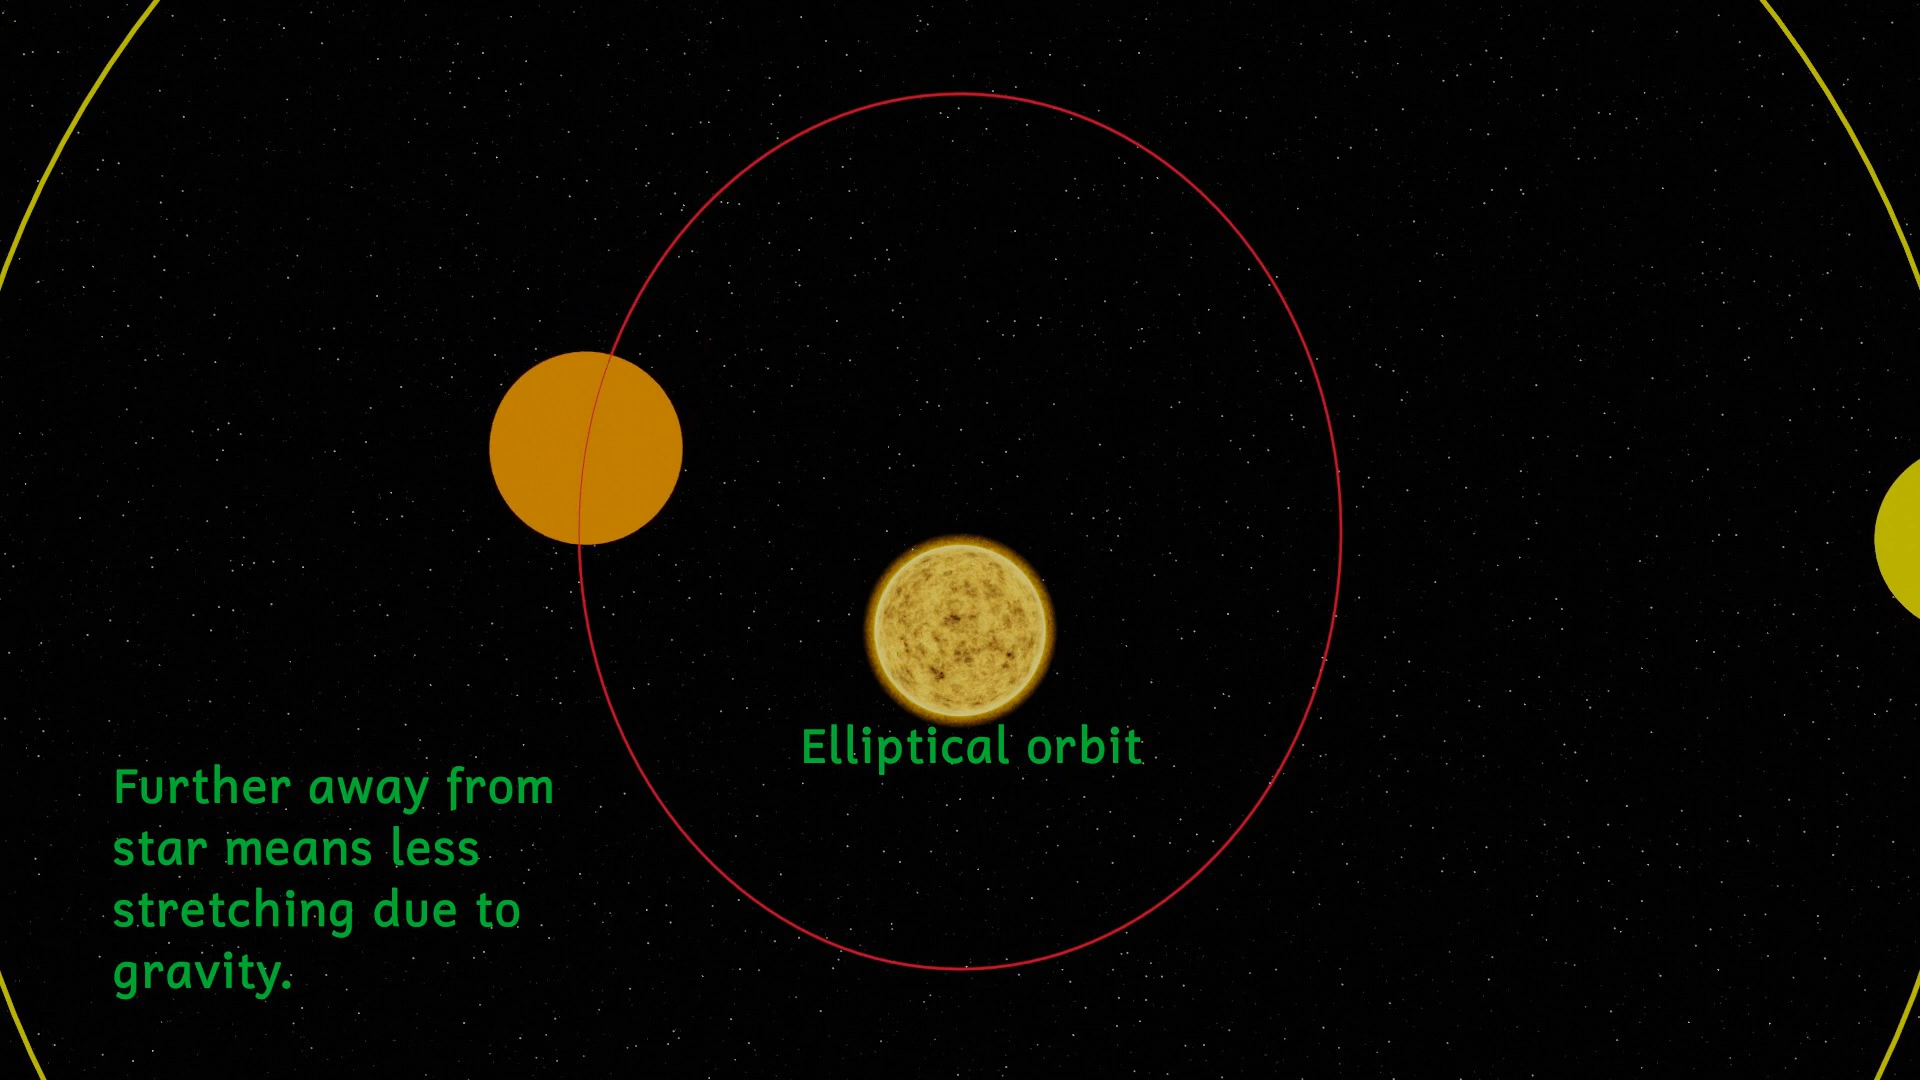 Elliptical orbit
Further away from
star means less
stretching due to
gravity.